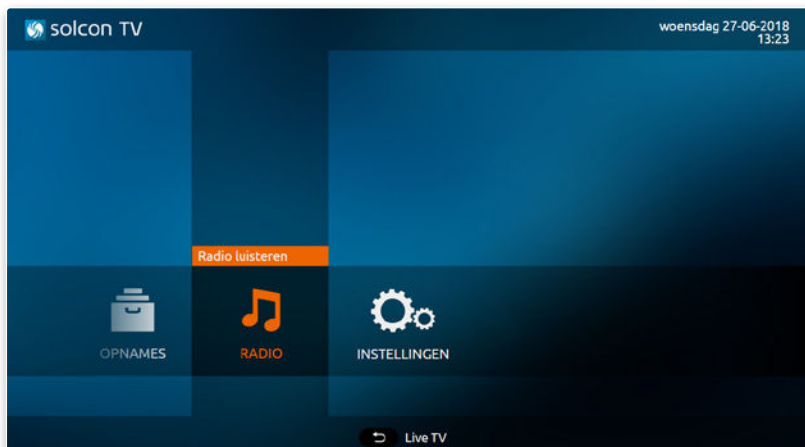 solcon TV
woensdag 27-06-2018
13:23
Radio luisteren
OPNAMES
RADIO
INSTELLINGEN
Live TV